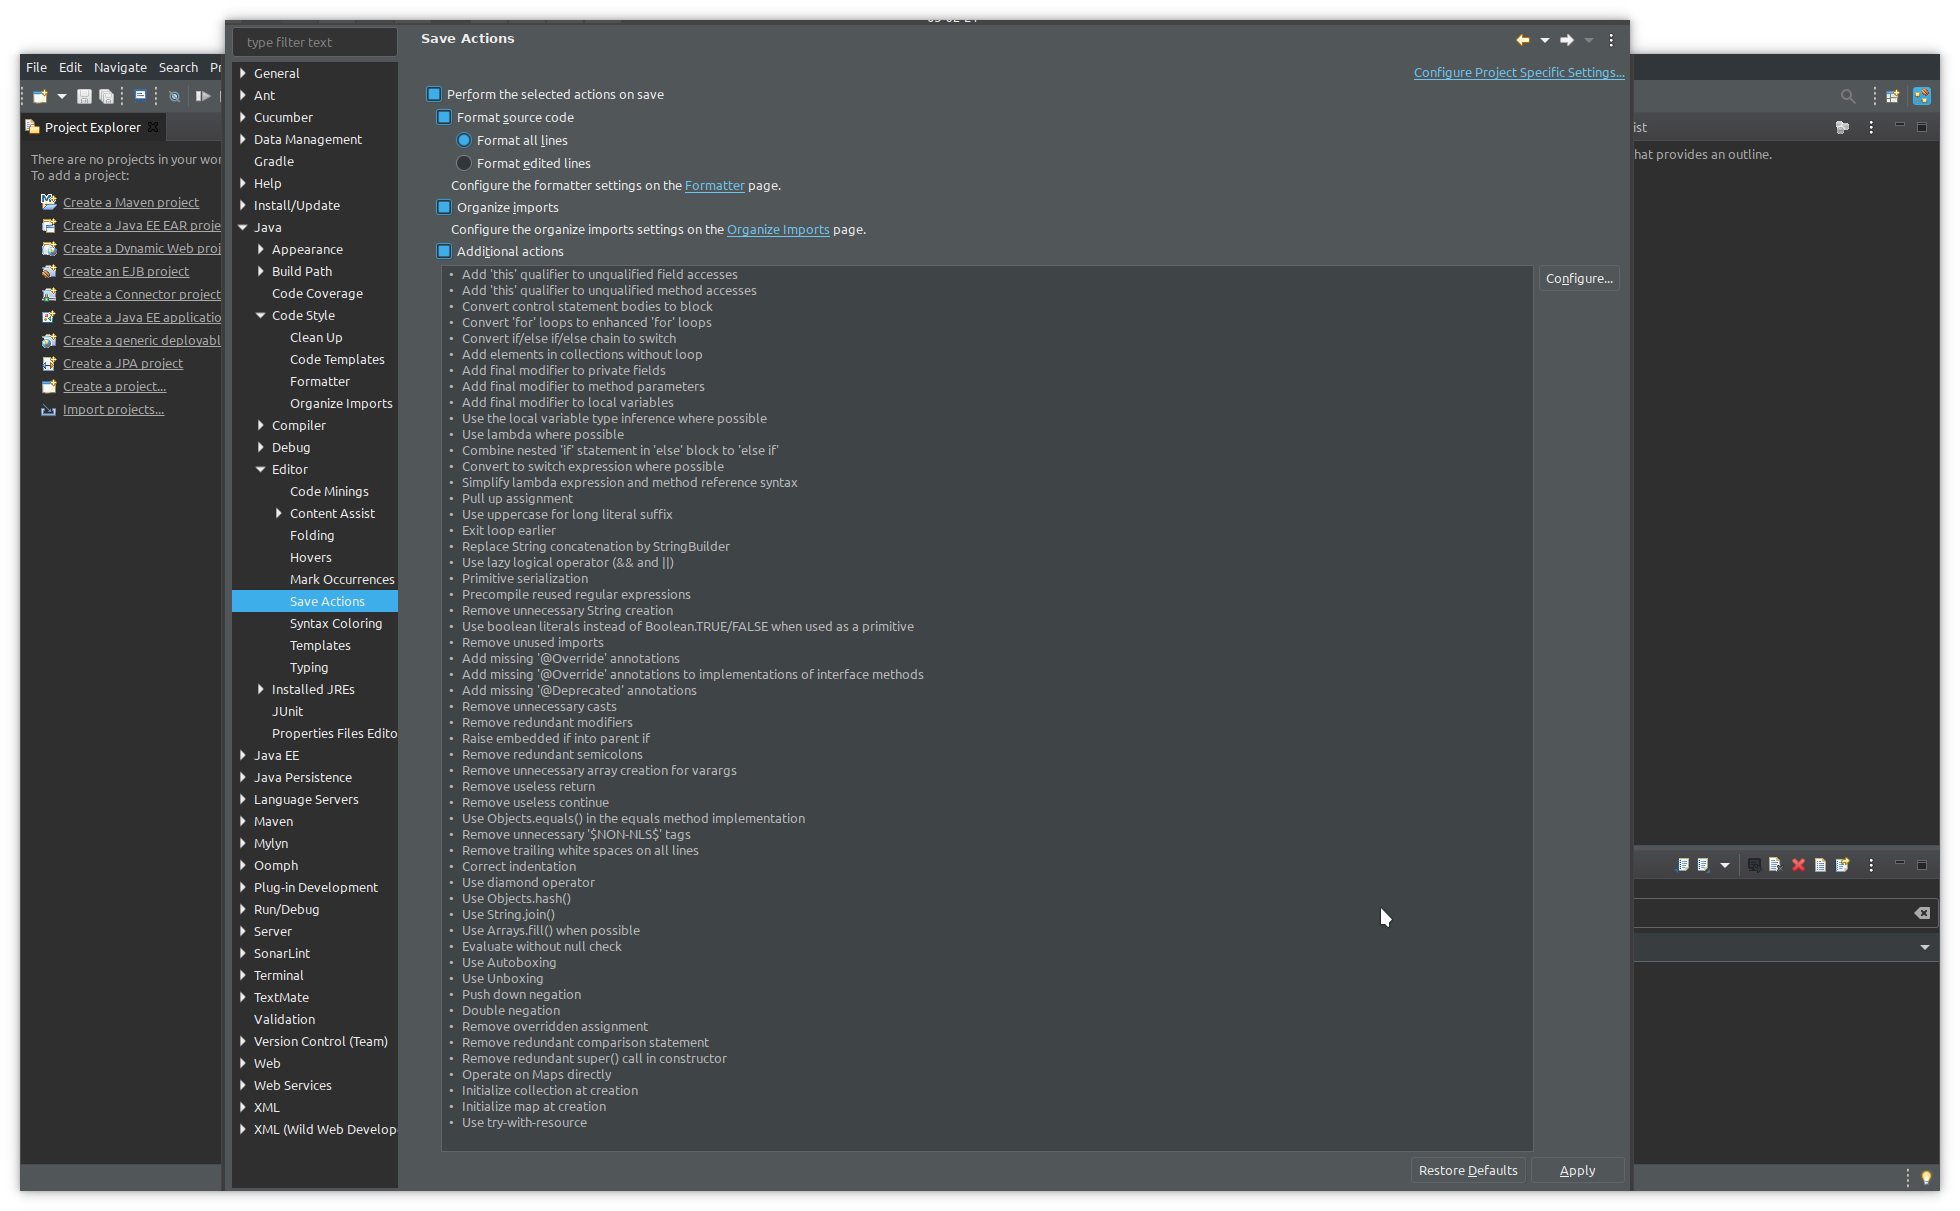 File Edit Navigate Search
Project Explorer
There are no projects in your
To add a project:
Create a Maven project
Create a Java EE EAR
Create a Dynamic Web
Create an EJB project
Create a Connector project
Create a Java EE
Create a generic
Create a JPA project
Create a project...
Import projects...
type filter text
General
Ant
Cucumber
Data Management
Gradle
Help
Install/Update
Java
Appearance
Build Path
Code Coverage
Code Style
Clean Up
Code Templates
Formatter
Organize Imports
Compiler
Debug
Editor
Code Minings
Content Assist
Folding
Hovers
Mark Occurrences
Save Actions
Syntax Coloring
Templates
Typing
Installed JREs
JUnit
Properties Files Edito
Java EE
Java Persistence
Language Servers
Maven
Mylyn
Oomph
Plug-in Development
Run/Debug
Server
SonarLint
Terminal
TextMate
Validation
Version Control (Team)
Web
Web Services
XML
XML (Wild Web Develop
Save Actions
Configure Project Specific Settings...
Perform the selected actions on save
Format source code
Format all lines
Format edited lines
Configure the formatter settings on the Formatter page.
Organize imports
Configure the organize imports settings on the Organize Imports page.
Additional actions
• Add 'this' qualifier to unqualified field accesses
• Add 'this' qualifier to unqualified method accesses
• Convert control statement bodies to block
• Convert 'for' loops to enhanced 'for' loops
• Convert if/else if/else chain to switch
• Add elements in collections without loop
• Add final modifier to private fields
• Add final modifier to method parameters
• Add final modifier to local variables
• Use the local variable type inference where possible
• Use lambda where possible
• Combine nested 'if' statement in 'else' block to 'else if'
• Convert to switch expression where possible
• Simplify lambda expression and method reference syntax
• Pull up assignment
• Use uppercase for long literal suffix
• Exit loop earlier
• Replace String concatenation by StringBuilder
• Use lazy logical operator (&& and ||)
• Primitive serialization
• Precompile reused regular expressions
• Remove unnecessary String creation
• Use boolean literals instead of Boolean.TRUE/FALSE when used as a primitive
• Remove unused imports
• Add missing '@Override' annotations
• Add missing '@Override' annotations to implementations of interface methods
• Add missing '@Deprecated' annotations
• Remove unnecessary casts
• Remove redundant modifiers
• Raise embedded if into parent if
• Remove redundant semicolons
• Remove unnecessary array creation for varargs
• Remove useless return
• Remove useless continue
• Use Objects.equals() in the equals method implementation
• Remove unnecessary '$NON-NLS$' tags
• Remove trailing white spaces on all lines
• Correct indentation
• Use diamond operator
• Use Objects.hash()
• Use String.join()
• Use Arrays.fill() when possible
• Evaluate without null check
• Use Autoboxing
• Use Unboxing
• Push down negation
• Double negation
• Remove overridden assignment
• Remove redundant comparison statement
• Remove redundant super() call in constructor
• Operate on Maps directly
• Initialize collection at creation
• Initialize map at creation
• Use try-with-resource
Configure...
Restore Defaults
Apply
ist
hat provides an outline.